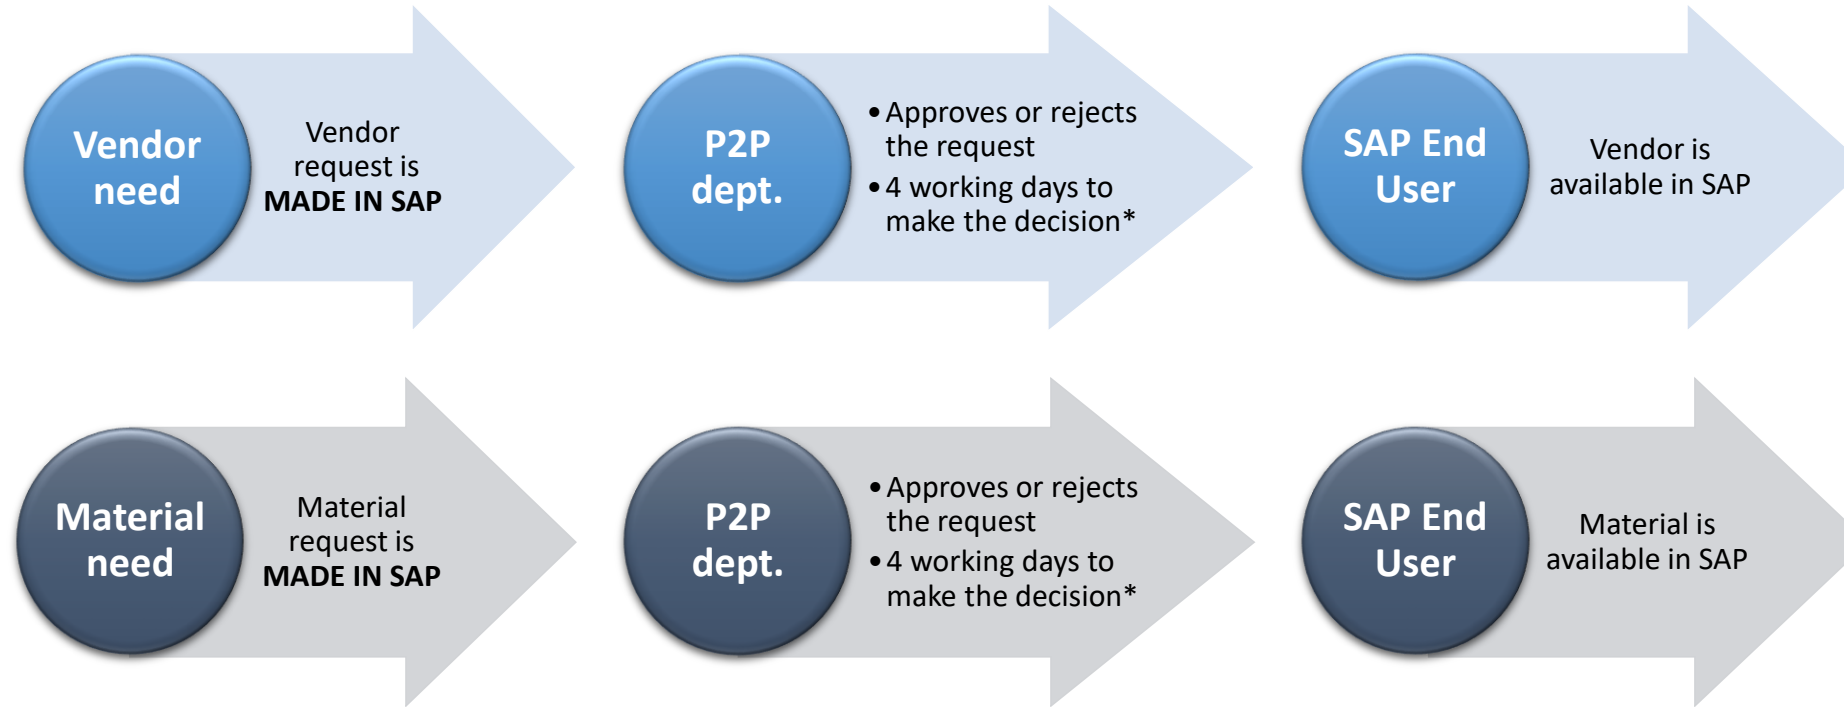 Vendor
need
Vendor
request is
MADE IN SAP
P2P
dept.
•Approves or rejects
the request
•4 working days to
make the decision*
SAP End
User
Vendor is
available in SAP
Material
need
Material
request is
MADE IN SAP
P2P
dept.
•Approves or rejects
the request
•4 working days to
make the decision*
SAP End
User
Material is
available in SAP